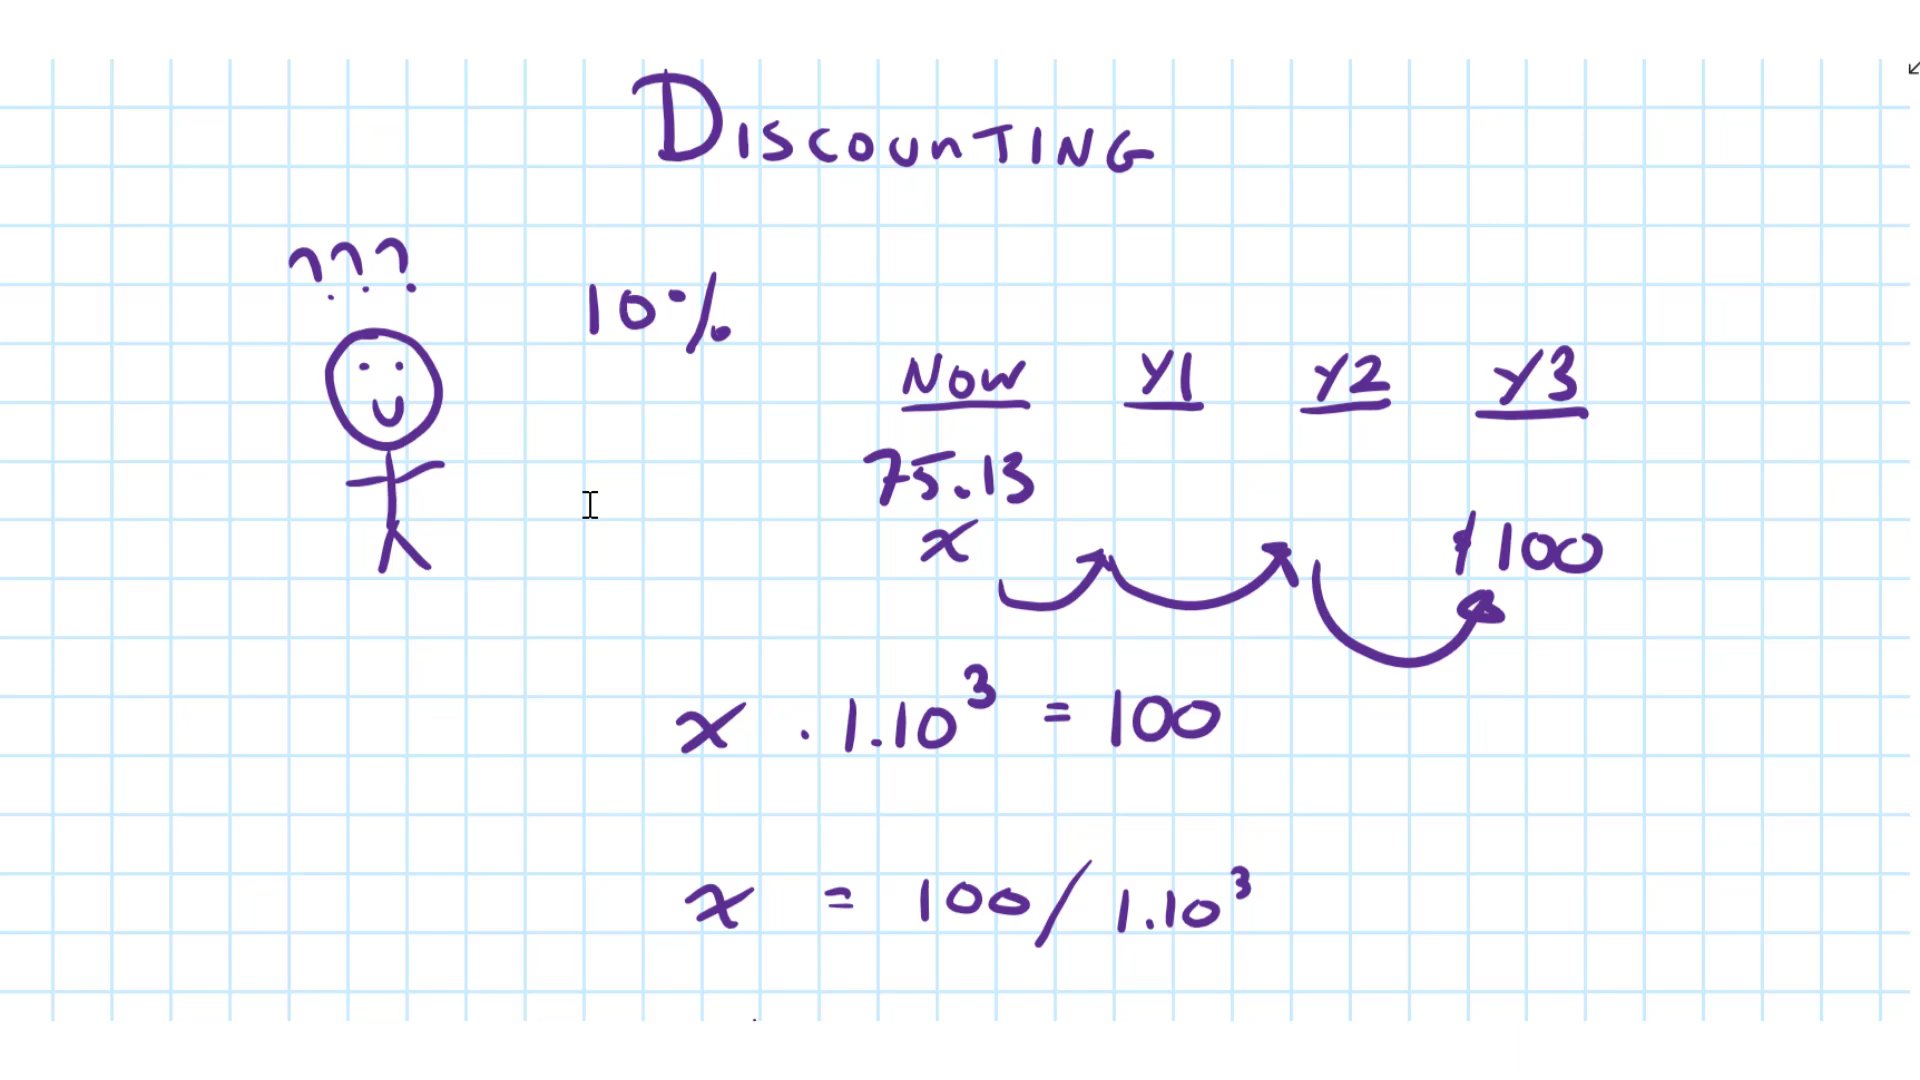 DISCOUNTING
???
10%
Now Y1 Y2 Y3
75.13
x $100
x · 1.10³ = 100
x = 100/1.10³